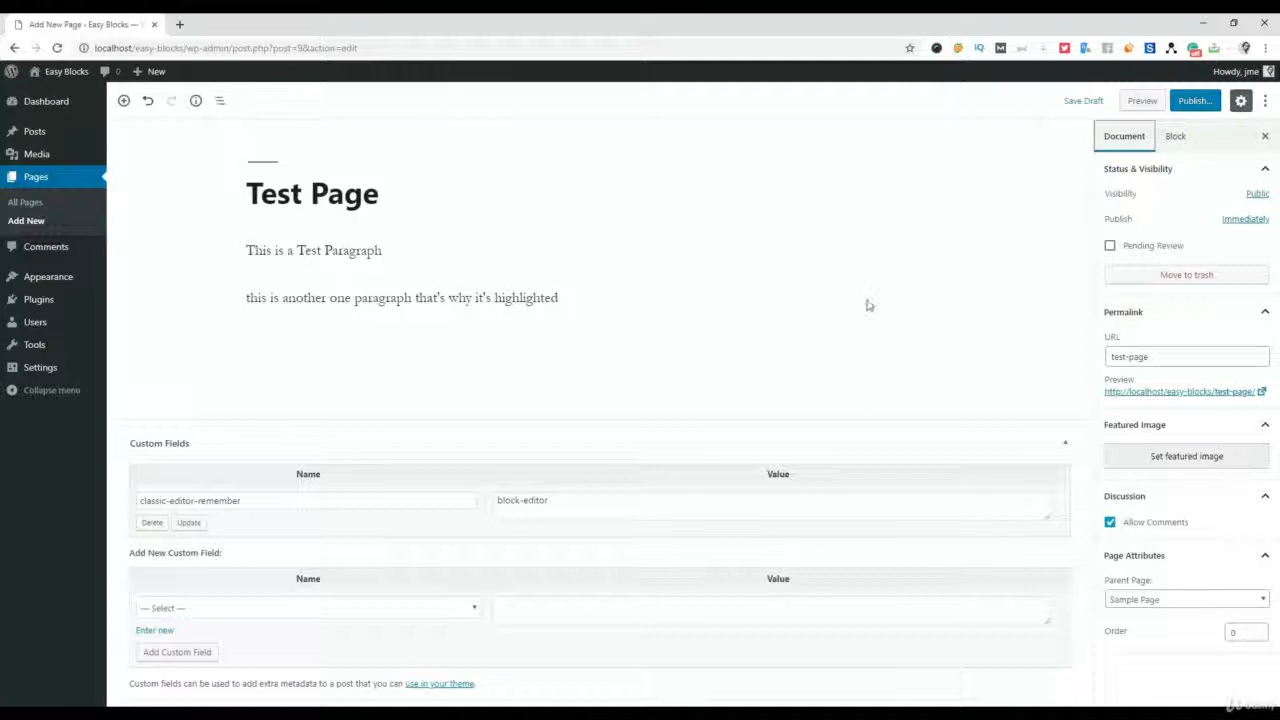 Add New Page ‹ Easy Blocks —
localhost/easy-blocks/wp-admin/post.php?post=9&action=edit
Easy Blocks
0
New
Howdy, jme
Dashboard
Posts
Media
Pages
All Pages
Add New
Comments
Appearance
Plugins
Users
Tools
Settings
Collapse menu
Save Draft
Preview
Publish...
Test Page
This is a Test Paragraph
this is another one paragraph that's why it's highlighted
Custom Fields
Name
Value
classic-editor-remember
block-editor
Delete
Update
Add New Custom Field:
Name
Value
— Select —
Enter new
Add Custom Field
Custom fields can be used to add extra metadata to a post that you can use in your theme.
Document
Block
Status & Visibility
Visibility
Public
Publish
Immediately
Pending Review
Move to trash
Permalink
URL
test-page
Preview
http://localhost/easy-blocks/test-page/
Featured Image
Set featured image
Discussion
Allow Comments
Page Attributes
Parent Page:
Sample Page
Order
0